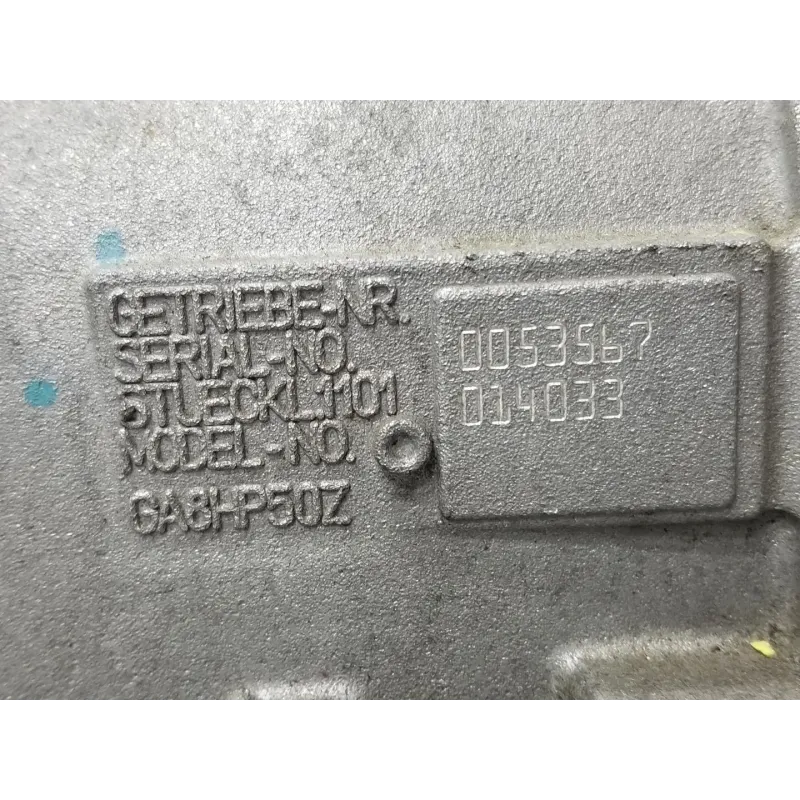 GETRIEBE-NR.
SERIAL-NO.
0053567
STUECKL.1101
014033
MODEL-NO.
GA8HP50Z